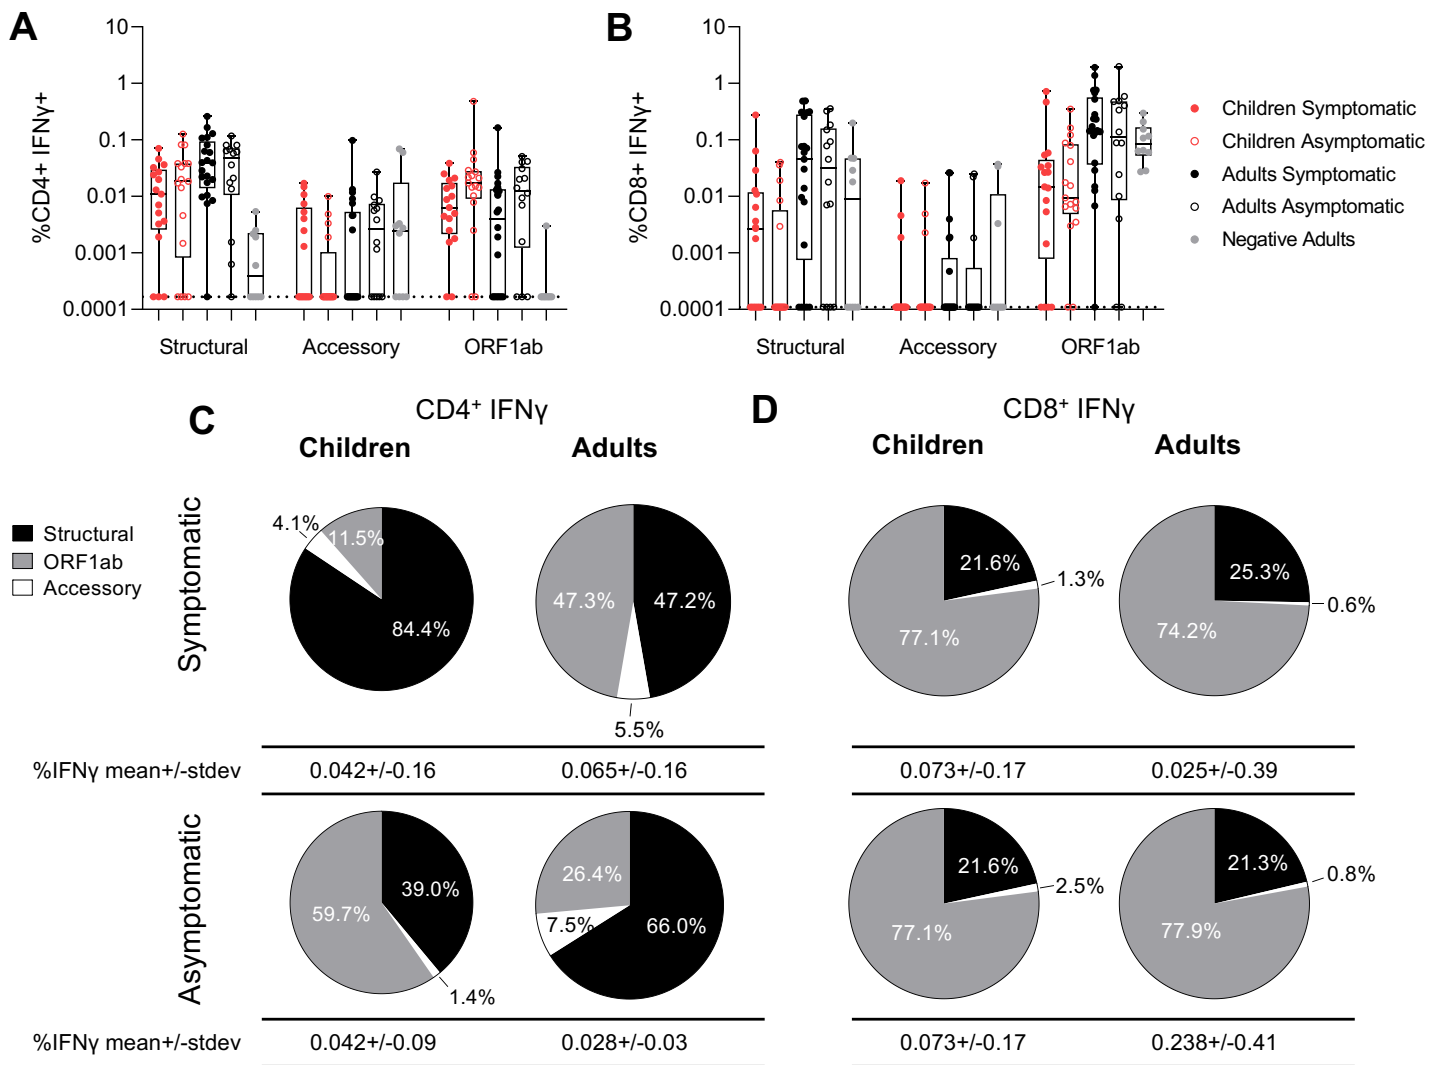 A
B
%CD4+ IFNγ+
10
1
0.1
0.01
0.001
0.0001
Structural
Accessory
ORF1ab
%CD8+ IFNγ+
10
1
0.1
0.01
0.001
0.0001
Structural
Accessory
ORF1ab
Children Symptomatic
Children Asymptomatic
Adults Symptomatic
Adults Asymptomatic
Negative Adults
C
CD4⁺ IFNγ
D
CD8⁺ IFNγ
Children
Adults
Children
Adults
Structural
ORF1ab
Accessory
Symptomatic
4.1%
11.5%
84.4%
47.3%
47.2%
5.5%
21.6%
1.3%
77.1%
25.3%
0.6%
74.2%
%IFNγ mean+/-stdev
0.042+/-0.16
0.065+/-0.16
0.073+/-0.17
0.025+/-0.39
Asymptomatic
39.0%
59.7%
1.4%
26.4%
7.5%
66.0%
21.6%
2.5%
77.1%
21.3%
0.8%
77.9%
%IFNγ mean+/-stdev
0.042+/-0.09
0.028+/-0.03
0.073+/-0.17
0.238+/-0.41